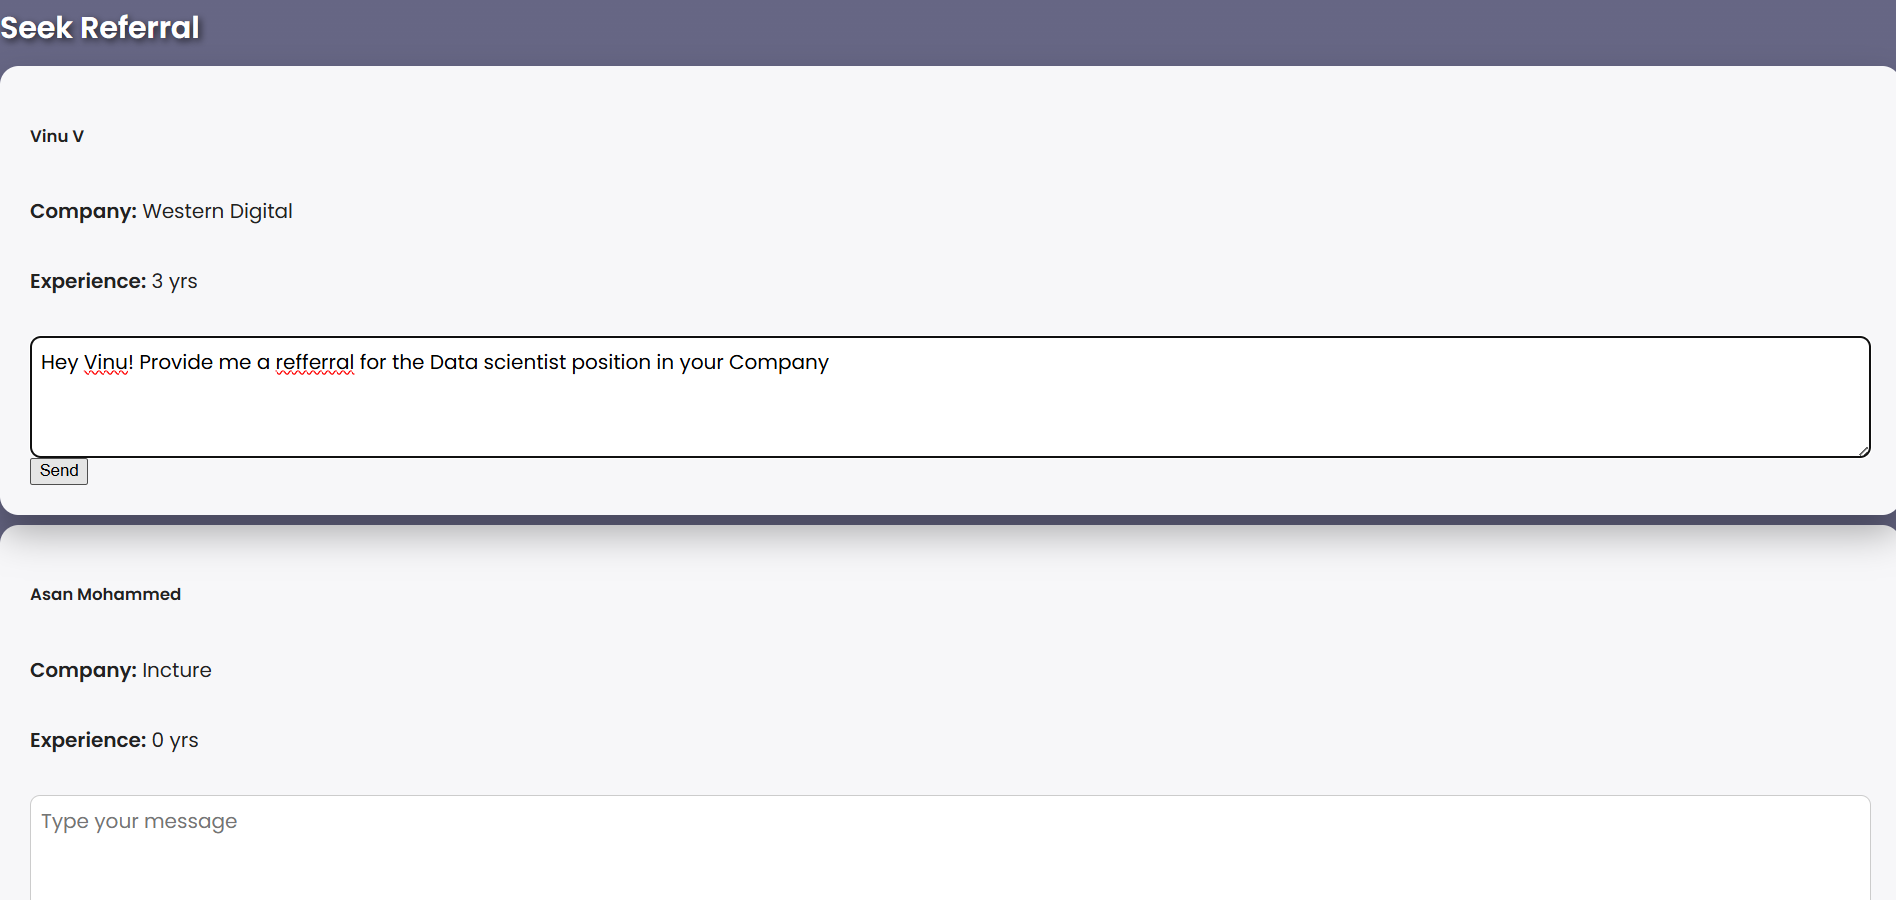 Seek Referral
Vinu V
Company: Western Digital
Experience: 3 yrs
Hey Vinu! Provide me a refferral for the Data scientist position in your Company
Send
Asan Mohammed
Company: Incture
Experience: 0 yrs
Type your message